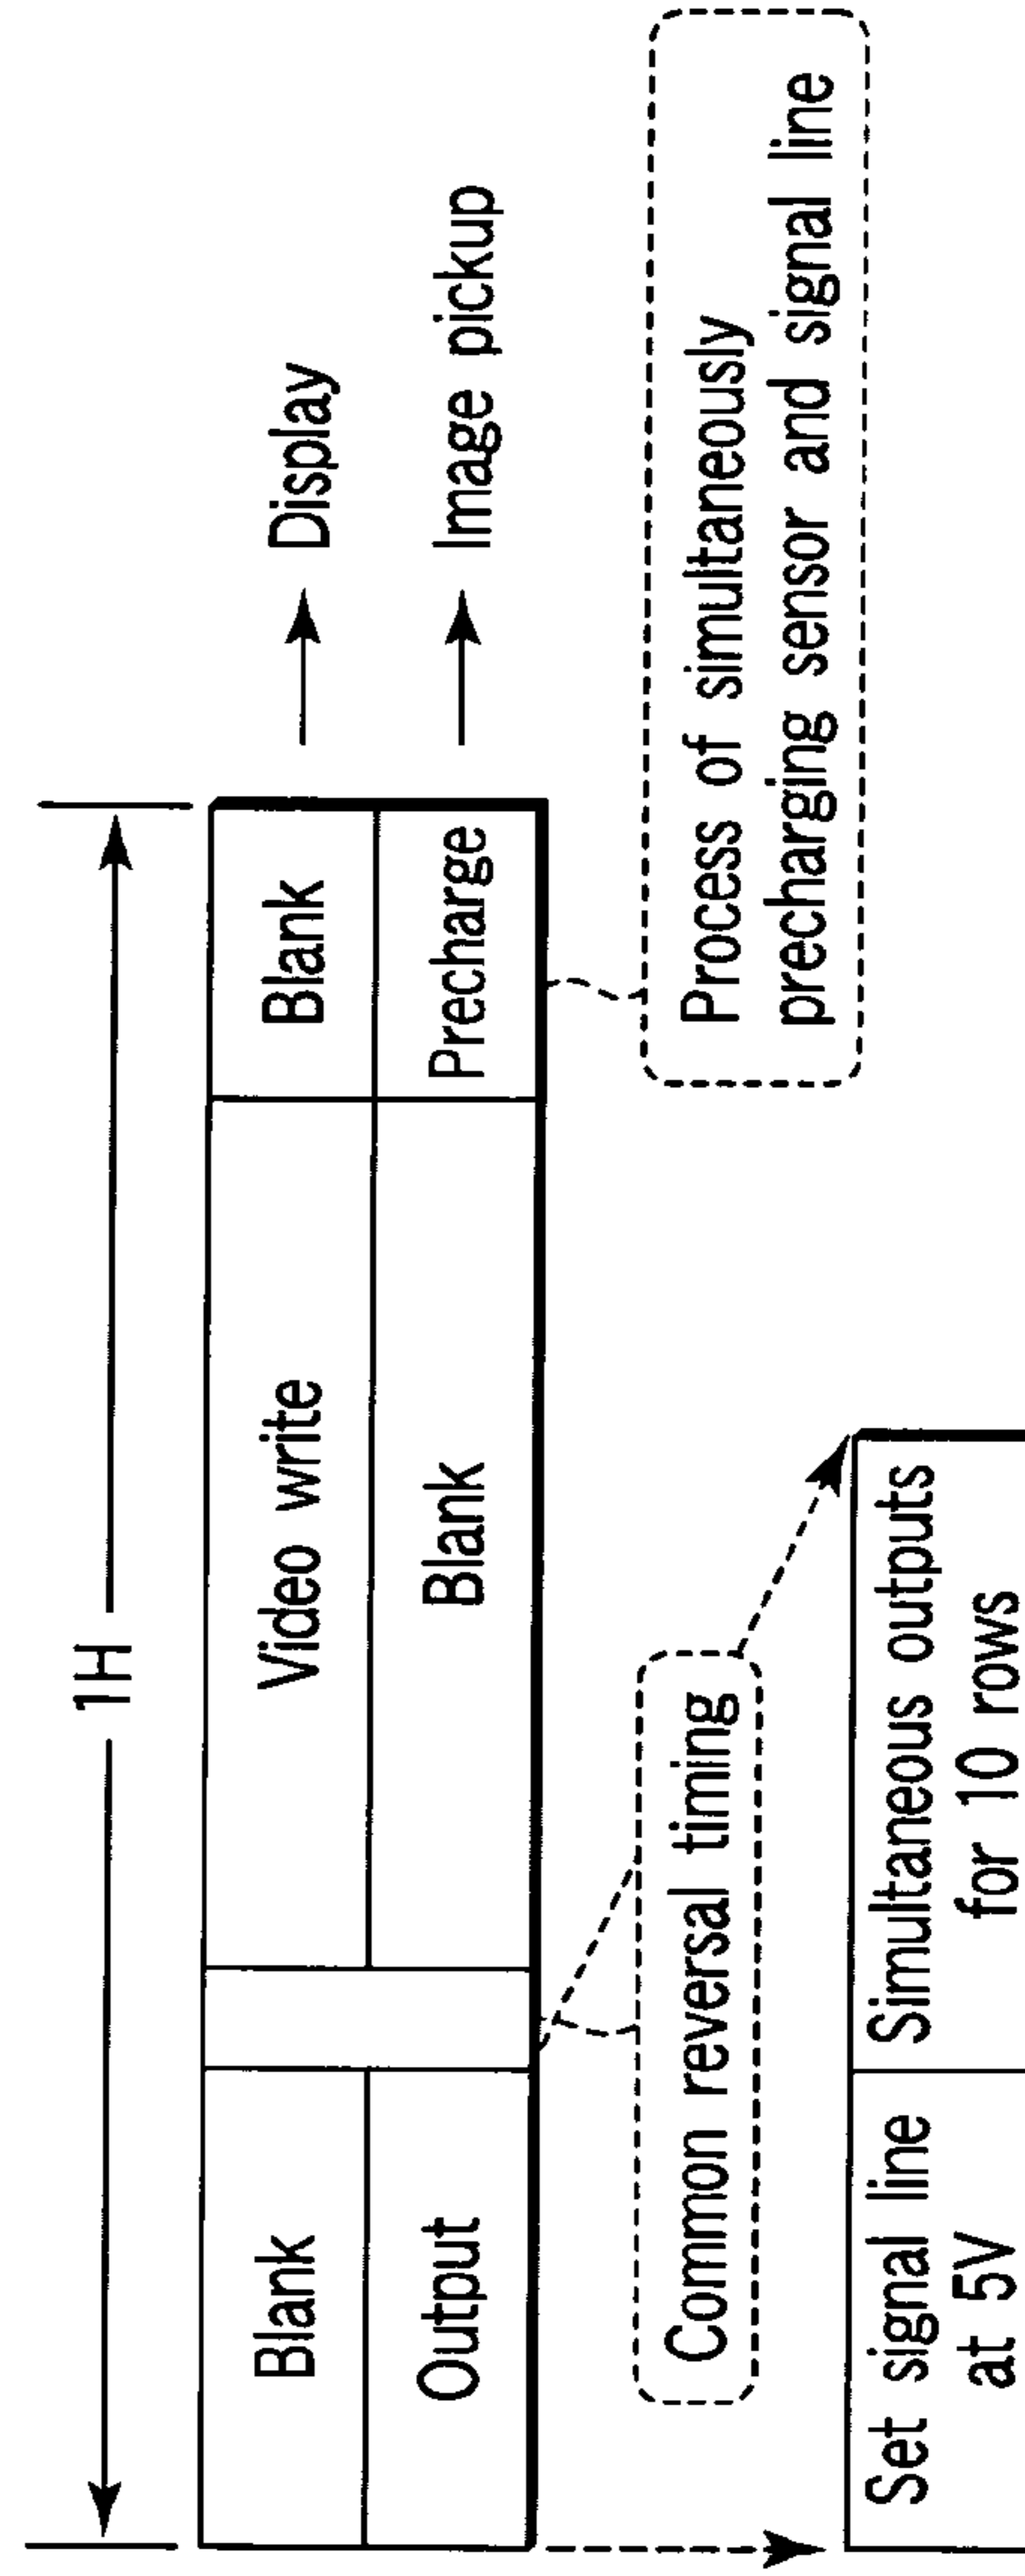 1H
Blank
Video write
Blank
Display
Output
Blank
Precharge
Image pickup
Common reversal timing
Process of simultaneously
precharging sensor and signal line
Set signal line
at 5V
Simultaneous outputs
for 10 rows